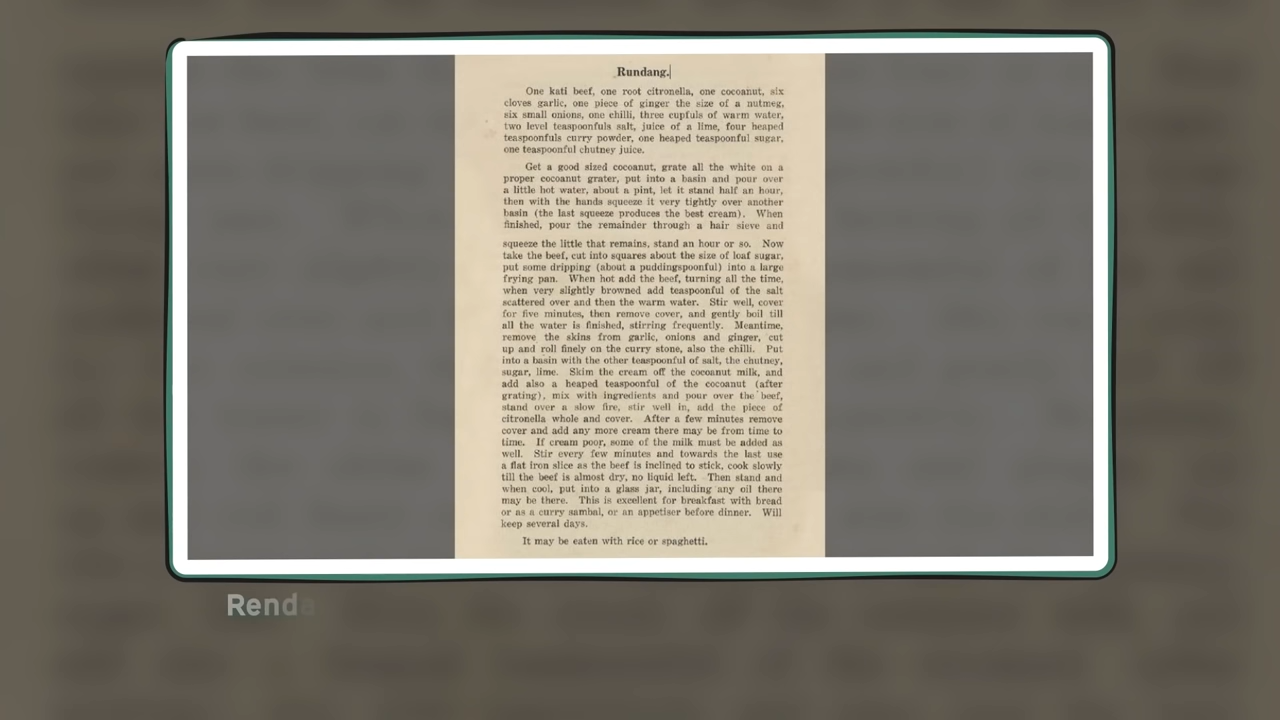 Rundang.
One kati beef, one root citronella, one cocoanut, six
cloves garlic, one piece of ginger the size of a nutmeg,
six small onions, one chilli, three cupfuls of warm water,
two level teaspoonfuls salt, juice of a lime, four heaped
teaspoonfuls curry powder, one heaped teaspoonful sugar,
one teaspoonful chutney juice.
Get a good sized cocoanut, grate all the white on a
proper cocoanut grater, put into a basin and pour over
a little hot water, about a pint, let it stand half an hour,
then with the hands squeeze it very tightly over another
basin (the last squeeze produces the best cream). When
finished, pour the remainder through a hair sieve and
squeeze the little that remains, stand an hour or so. Now
take the beef, cut into squares about the size of loaf sugar,
put some dripping (about a puddingspoonful) into a large
frying pan. When hot add the beef, turning all the time,
when very slightly browned add teaspoonful of the salt
scattered over and then the warm water. Stir well, cover
for five minutes, then remove cover, and gently boil till
all the water is finished, stirring frequently. Meantime,
remove the skins from garlic, onions and ginger, cut
up and roll finely on the curry stone, also the chilli. Put
into a basin with the other teaspoonful of salt, the chutney,
sugar, lime. Skim the cream off the cocoanut milk, and
add also a heaped teaspoonful of the cocoanut (after
grating), mix with ingredients and pour over the beef,
stand over a slow fire, stir well in, add the piece of
citronella whole and cover. After a few minutes remove
cover and add any more cream there may be from time to
time. If cream poor, some of the milk must be added as
well. Stir every few minutes and towards the last use
a flat iron slice as the beef is inclined to stick, cook slowly
till the beef is almost dry, no liquid left. Then stand and
when cool, put into a glass jar, including any oil there
may be there. This is excellent for breakfast with bread
or as a curry sambal, or an appetiser before dinner. Will
keep several days.
It may be eaten with rice or spaghetti.
Renda